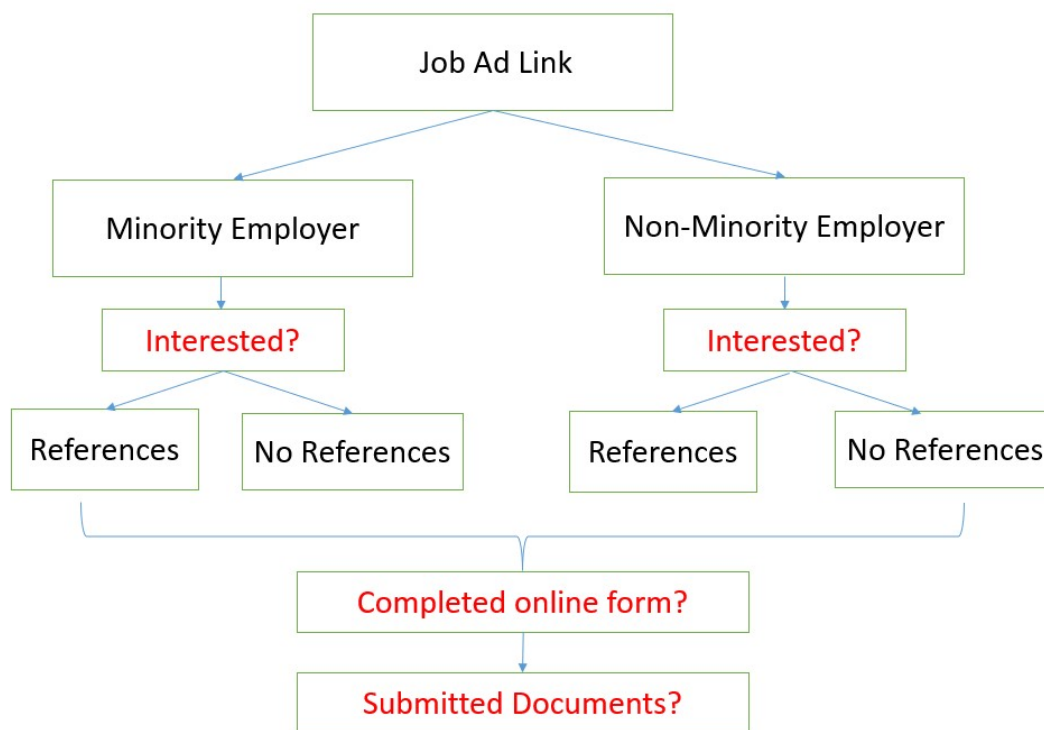 Job Ad Link
Minority Employer
Non-Minority Employer
Interested?
Interested?
References
No References
References
No References
Completed online form?
Submitted Documents?